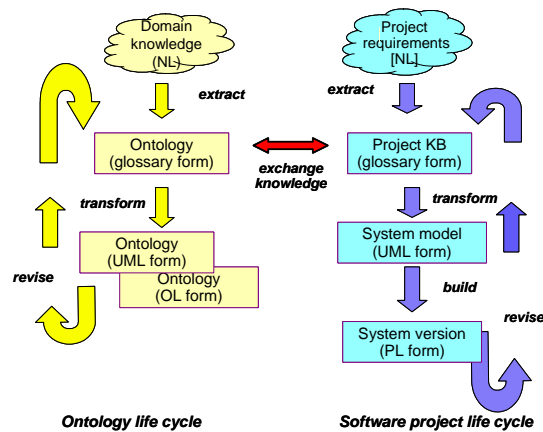 Domain
knowledge
(NL)
Project
requirements
[NL]
extract
extract
Ontology
(glossary form)
exchange
knowledge
Project KB
(glossary form)
transform
transform
Ontology
(UML form)
Ontology
(OL form)
System model
(UML form)
revise
build
System version
(PL form)
revise
Ontology life cycle
Software project life cycle